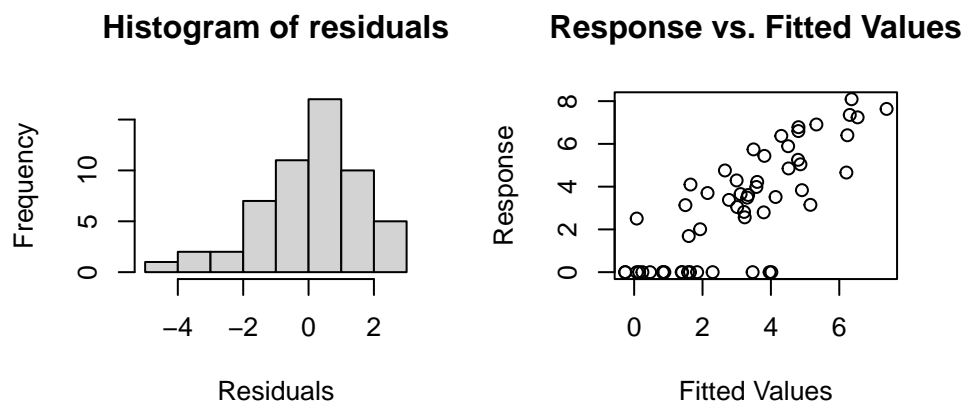 Histogram of residuals
Frequency
0 5 10
−4 −2 0 2
Residuals
Response vs. Fitted Values
Response
0 2 4 6 8
0 2 4 6
Fitted Values